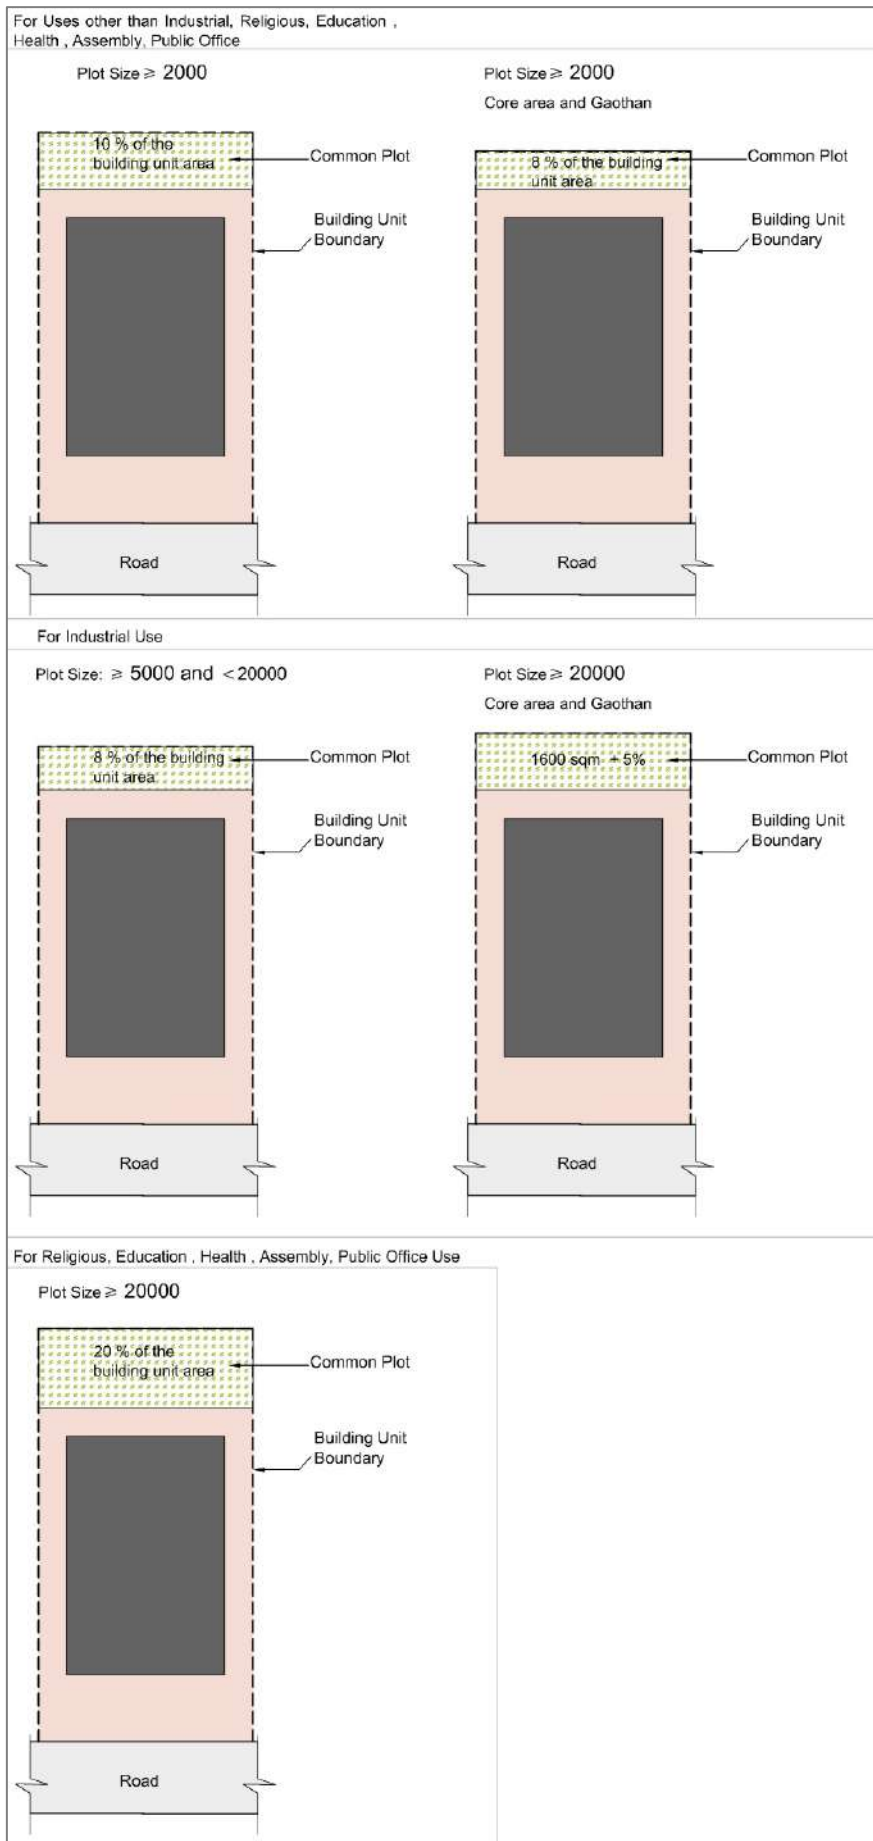 For Uses other than Industrial, Religious, Education ,
Health , Assembly, Public Office
Plot Size ≥ 2000
10 % of the
building unit area
Common Plot
Building Unit
Boundary
Road
Plot Size ≥ 2000
Core area and Gaothan
8 % of the building
unit area
Common Plot
Building Unit
Boundary
Road
For Industrial Use
Plot Size: ≥ 5000 and <20000
8 % of the building
unit area
Common Plot
Building Unit
Boundary
Road
Plot Size ≥ 20000
Core area and Gaothan
1600 sqm + 5%
Common Plot
Building Unit
Boundary
Road
For Religious, Education , Health , Assembly, Public Office Use
Plot Size ≥ 20000
20 % of the
building unit area
Common Plot
Building Unit
Boundary
Road